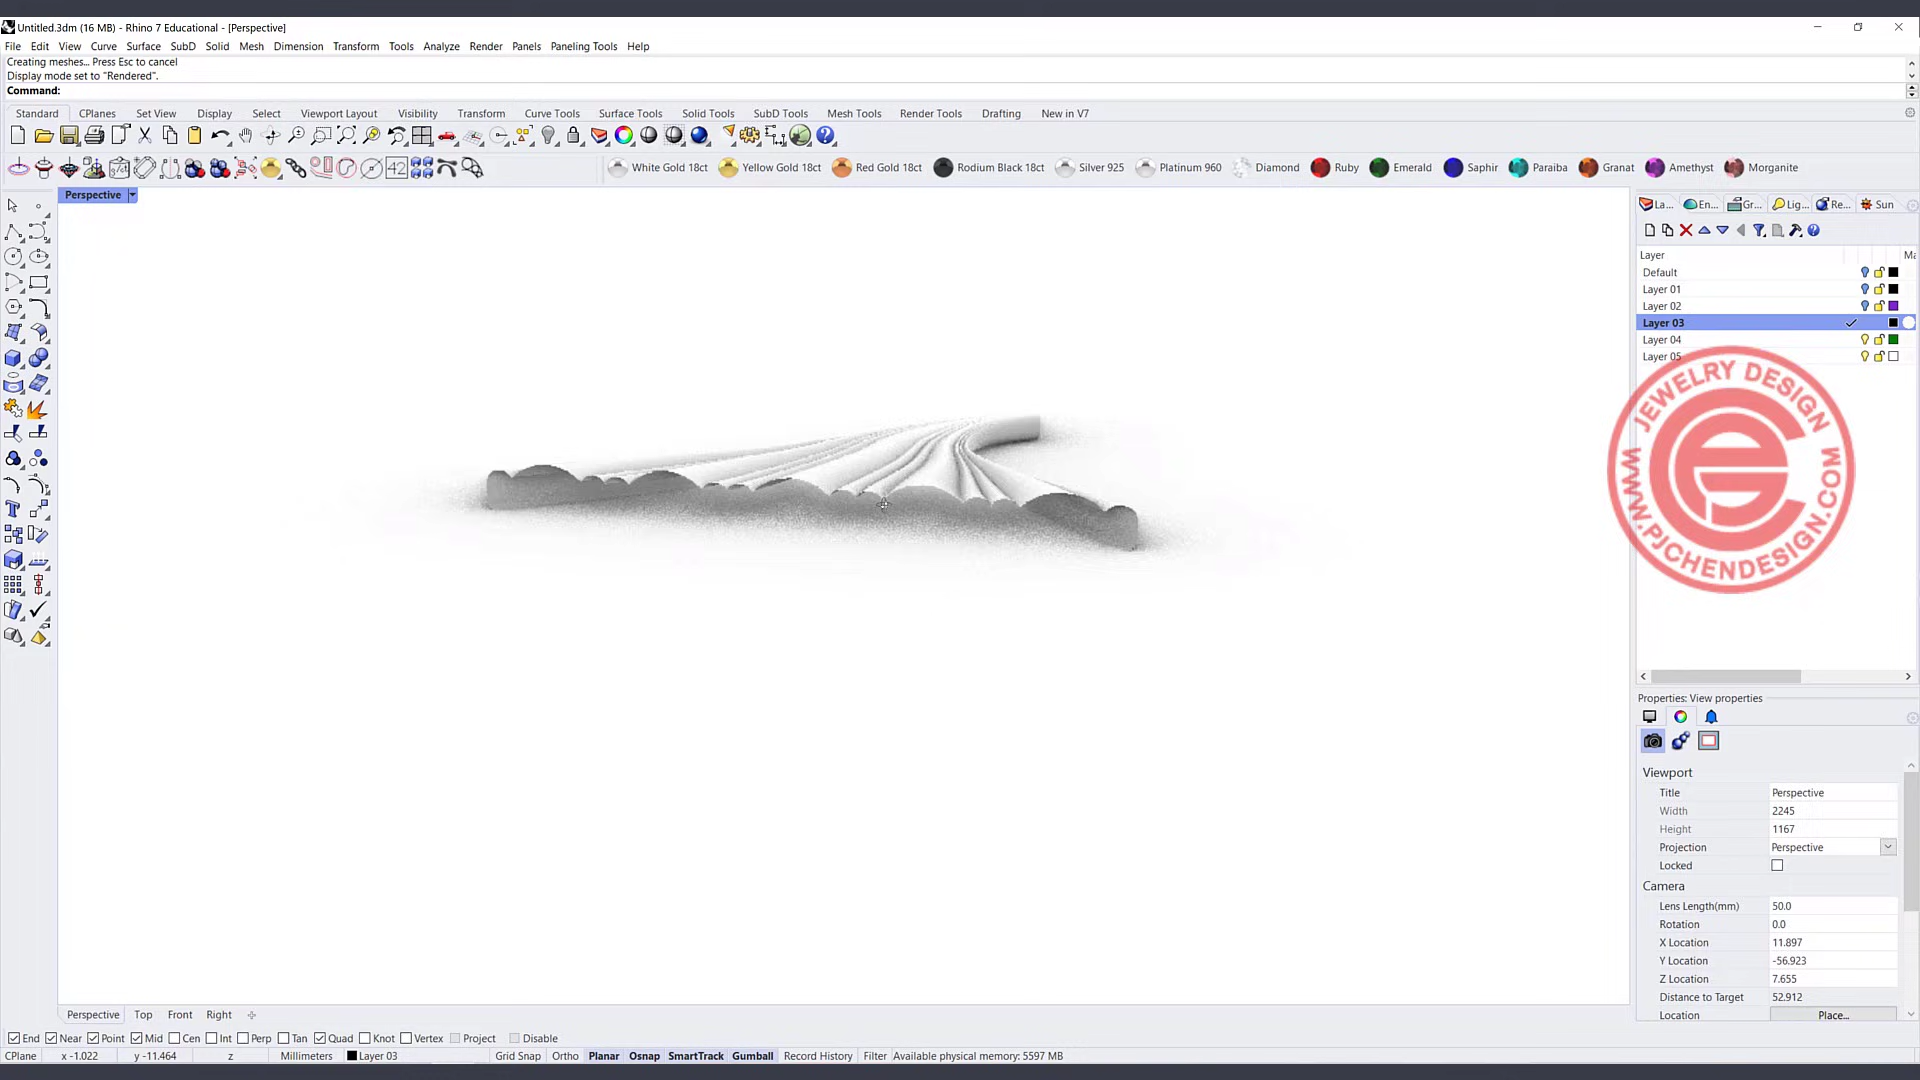 Untitled.3dm (16 MB) - Rhino 7 Educational - [Perspective]
File Edit View Curve Surface SubD Solid Mesh Dimension Transform Tools Analyze Render Panels Paneling Tools Help
Creating meshes... Press Esc to cancel
Display mode set to "Rendered".
Command:
Standard CPlanes Set View Display Select Viewport Layout Visibility Transform Curve Tools Surface Tools Solid Tools SubD Tools Mesh Tools Render Tools Drafting New in V7
42 White Gold 18ct Yellow Gold 18ct Red Gold 18ct Rodium Black 18ct Silver 925 Platinum 960 Diamond Ruby Emerald Saphir Paraiba Granat Amethyst Morganite
Perspective
La... En... Gr... Lig... Re... Sun
Layer Ma
Default
Layer 01
Layer 02
Layer 03
Layer 04
Layer 05
JEWELRY DESIGN
WWW.PJCHENDESIGN.COM
Properties: View properties
Viewport
Title Perspective
Width 2245
Height 1167
Projection Perspective
Locked
Camera
Lens Length(mm) 50.0
Rotation 0.0
X Location 11.897
Y Location -56.923
Z Location 7.655
Distance to Target 52.912
Location Place...
Perspective Top Front Right
End Near Point Mid Cen Int Perp Tan Quad Knot Vertex Project Disable
CPlane x -1.022 y -11.464 z Millimeters Layer 03 Grid Snap Ortho Planar Osnap SmartTrack Gumball Record History Filter Available physical memory: 5597 MB